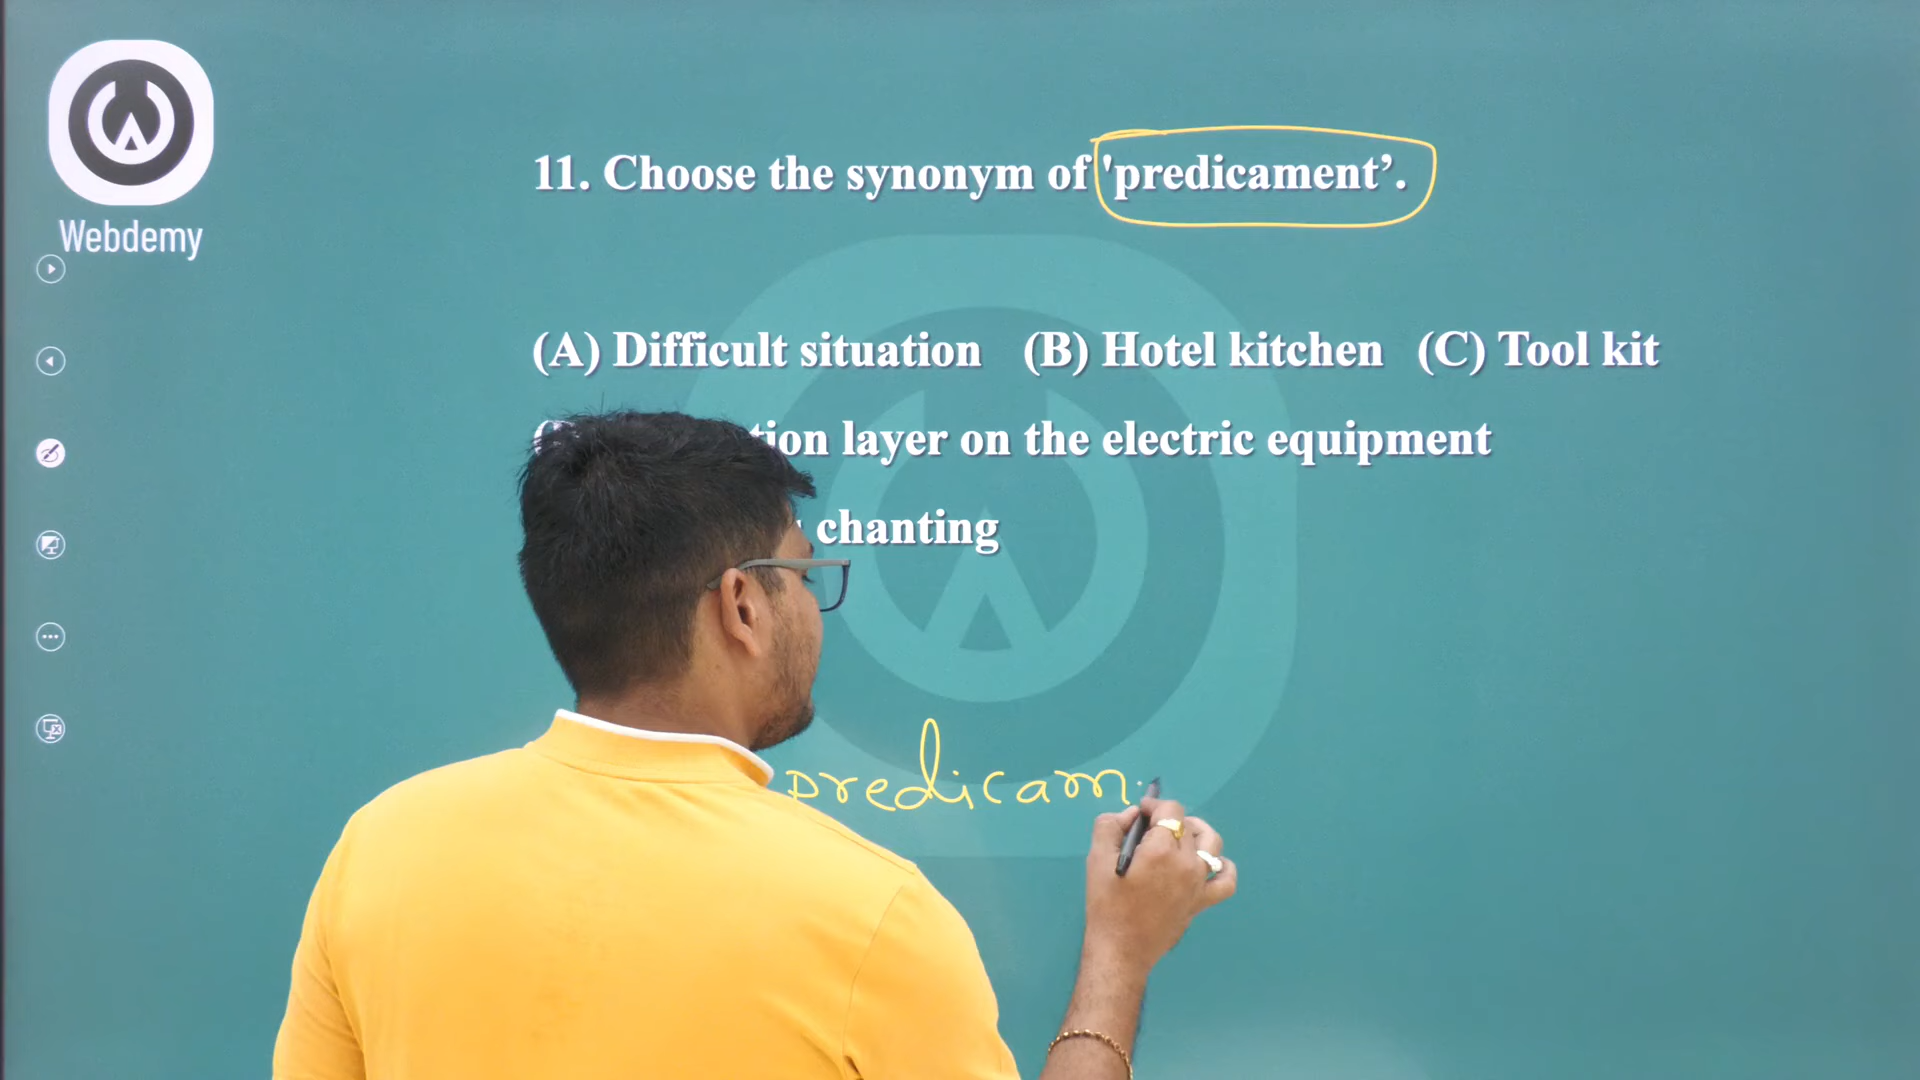 Webdemy
11. Choose the synonym of 'predicament’.
(A) Difficult situation (B) Hotel kitchen (C) Tool kit
layer on the electric equipment
chanting
predicam